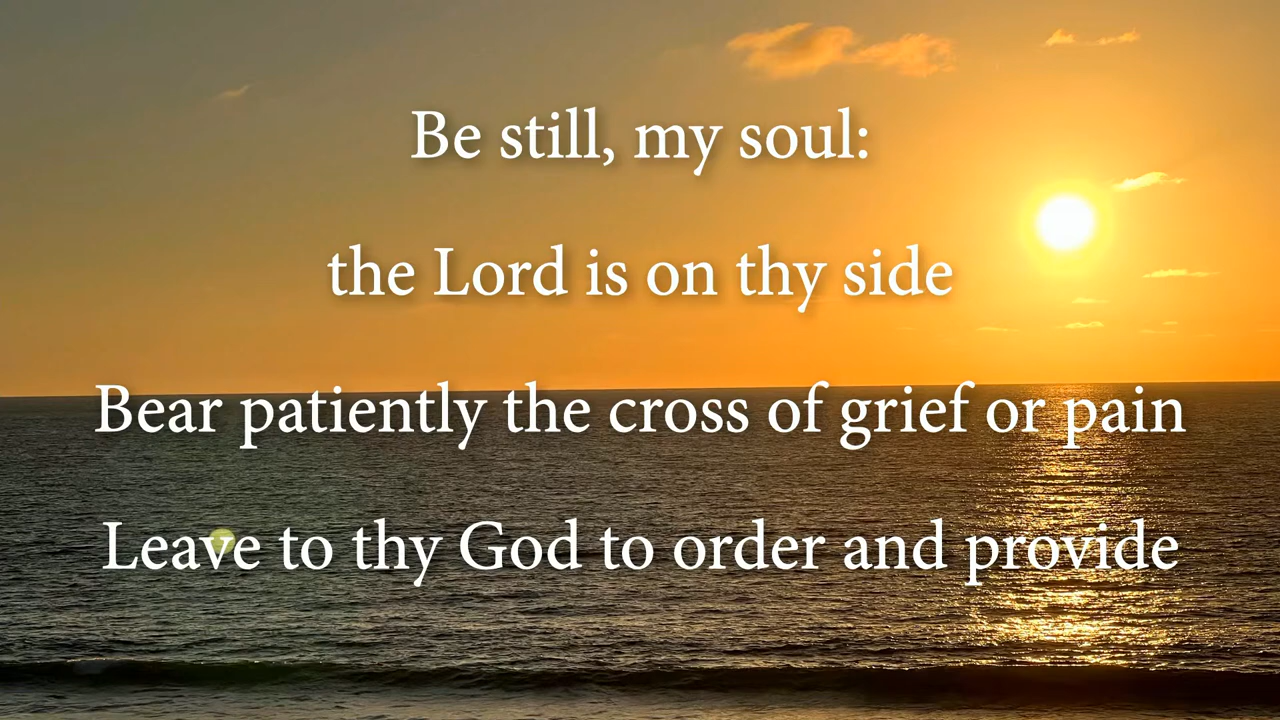 Be still, my soul:
the Lord is on thy side
Bear patiently the cross of grief or pain
Leave to thy God to order and provide